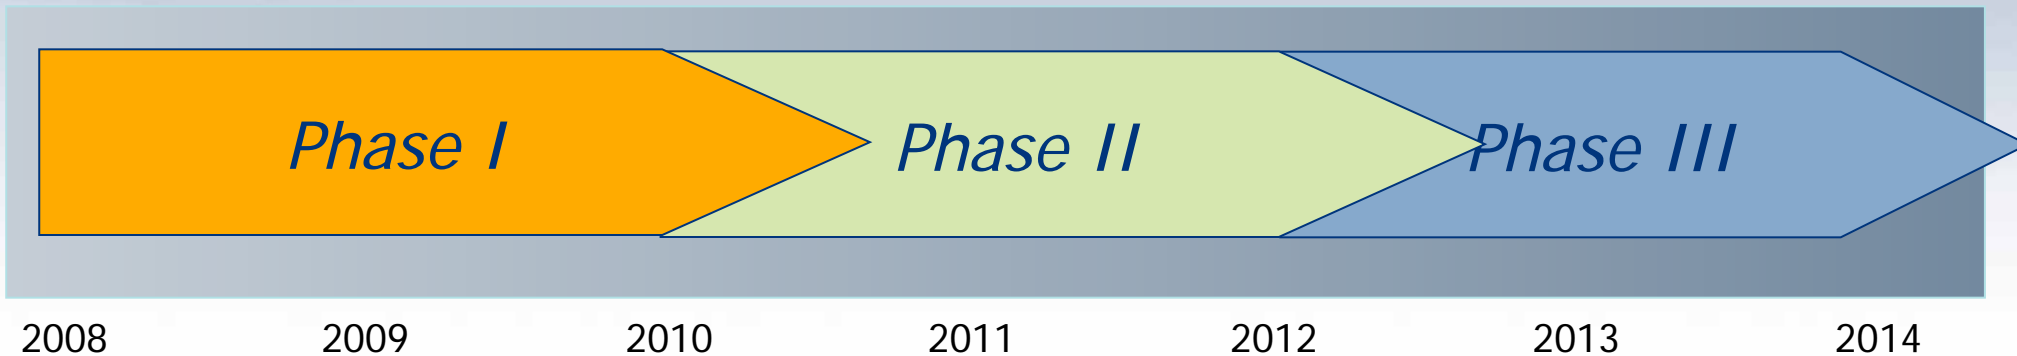 Phase I Phase II Phase III
2008 2009 2010 2011 2012 2013 2014